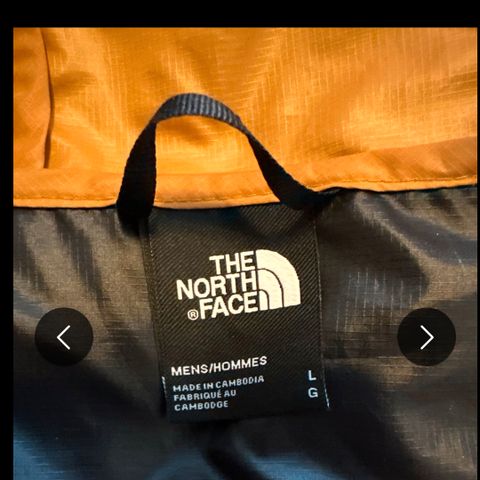 THE
NORTH
®FACE
MENS/HOMMES
MADE IN CAMBODIA L
FABRIQUÉ AU G
CAMBODGE